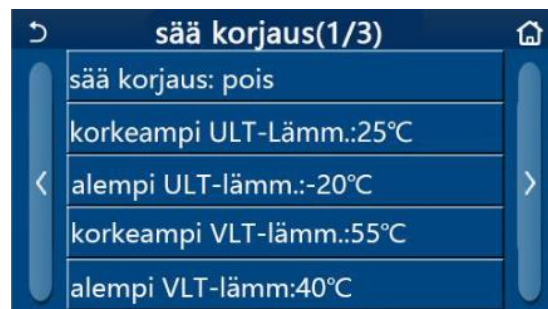 sää korjaus(1/3)
sää korjaus: pois
korkeampi ULT-Lämm.:25℃
alempi ULT-lämm.:-20℃
korkeampi VLT-lämm.:55℃
alempi VLT-lämm:40℃